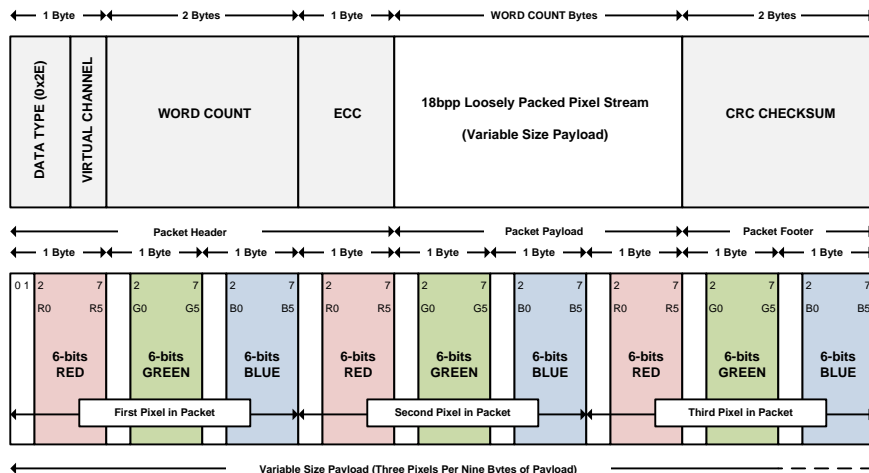 1 Byte 2 Bytes 1 Byte WORD COUNT Bytes 2 Bytes
DATA TYPE (0x2E)
VIRTUAL CHANNEL
WORD COUNT
ECC
18bpp Loosely Packed Pixel Stream
(Variable Size Payload)
CRC CHECKSUM
Packet Header Packet Payload Packet Footer
1 Byte 1 Byte 1 Byte 1 Byte 1 Byte 1 Byte 1 Byte 1 Byte 1 Byte
0 1 2 7 2 7 2 7 2 7 2 7 2 7 2 7 2 7 2 7
R0 R5 G0 G5 B0 B5 R0 R5 G0 G5 B0 B5 R0 R5 G0 G5 B0 B5
6-bits 6-bits 6-bits 6-bits 6-bits 6-bits 6-bits 6-bits 6-bits
RED GREEN BLUE RED GREEN BLUE RED GREEN BLUE
First Pixel in Packet Second Pixel in Packet Third Pixel in Packet
Variable Size Payload (Three Pixels Per Nine Bytes of Payload)